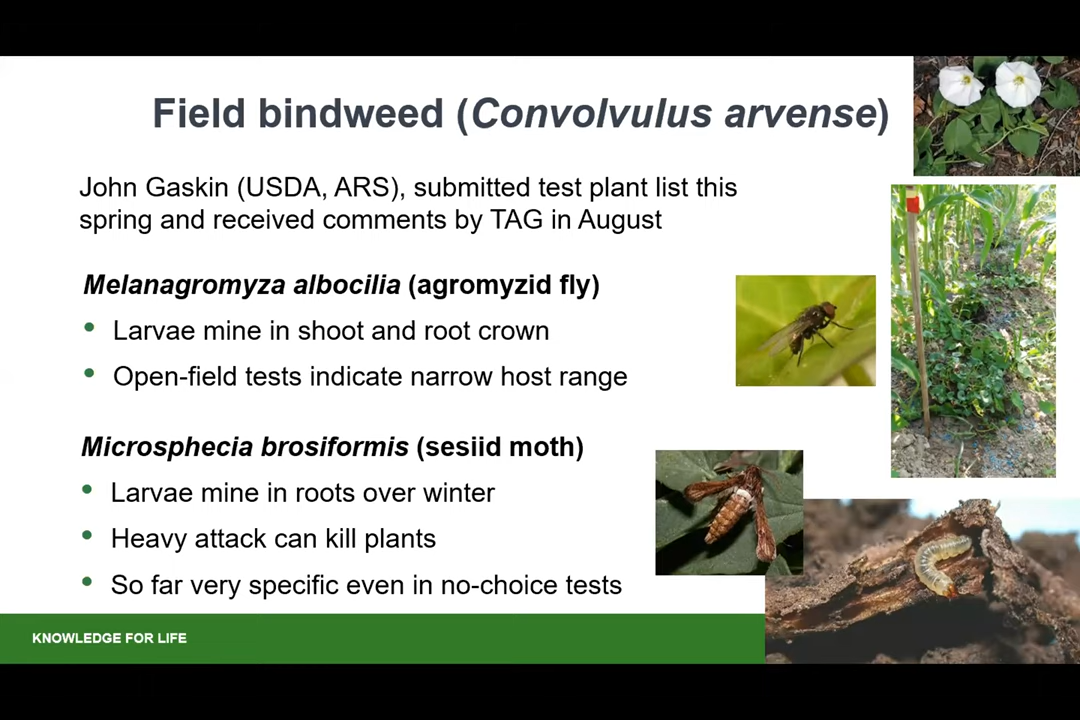 Field bindweed (Convolvulus arvense)
John Gaskin (USDA, ARS), submitted test plant list this
spring and received comments by TAG in August
Melanagromyza albocilia (agromyzid fly)
• Larvae mine in shoot and root crown
• Open-field tests indicate narrow host range
Microsphecia brosiformis (sesiid moth)
• Larvae mine in roots over winter
• Heavy attack can kill plants
• So far very specific even in no-choice tests
KNOWLEDGE FOR LIFE